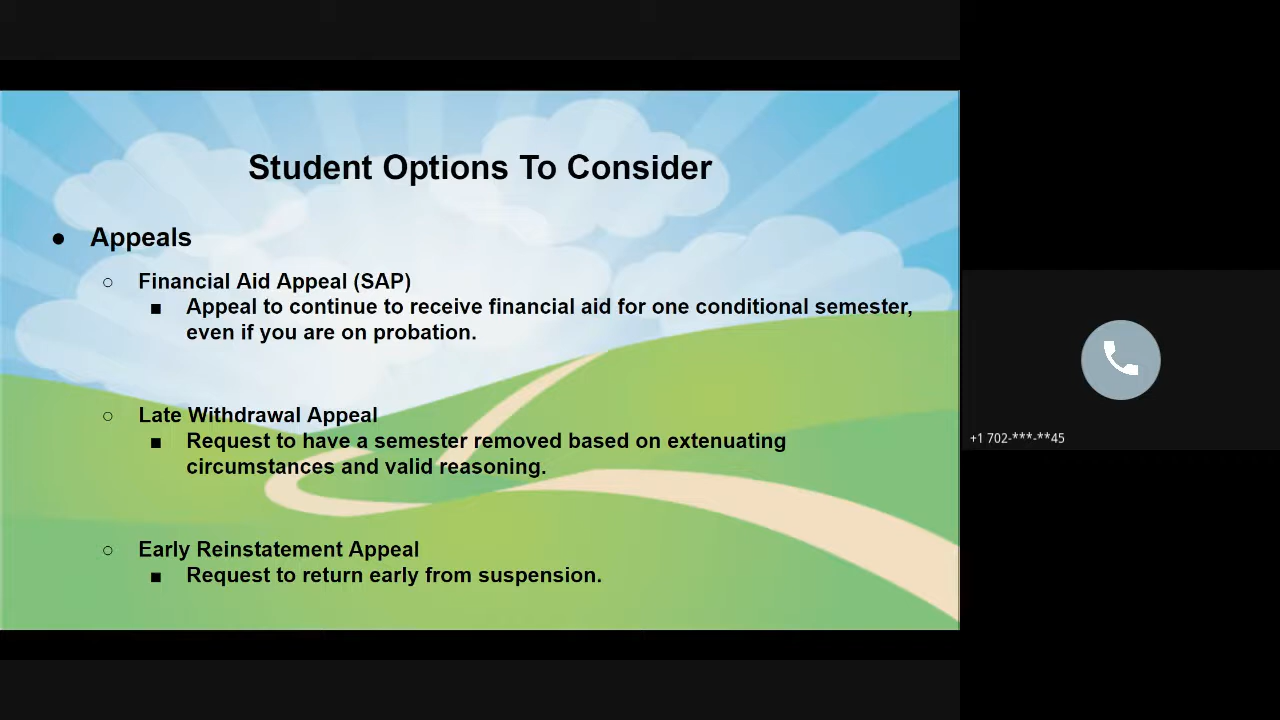 Student Options To Consider
● Appeals
○ Financial Aid Appeal (SAP)
■ Appeal to continue to receive financial aid for one conditional semester,
even if you are on probation.
○ Late Withdrawal Appeal
■ Request to have a semester removed based on extenuating
circumstances and valid reasoning.
○ Early Reinstatement Appeal
■ Request to return early from suspension.
+1 702-***-**45